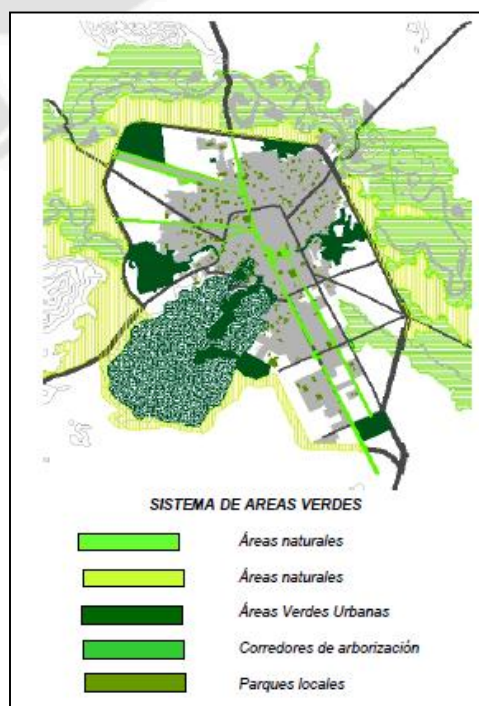 SISTEMA DE AREAS VERDES
Áreas naturales
Áreas naturales
Áreas Verdes Urbanas
Corredores de arborización
Parques locales